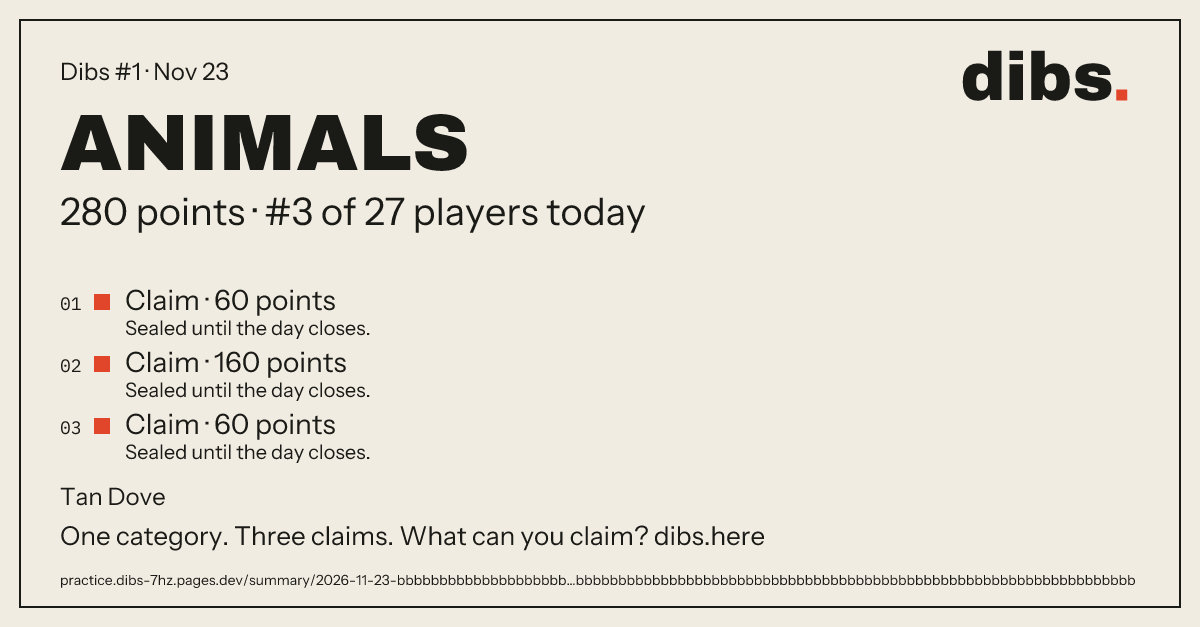 Dibs #1 · Nov 23
dibs.
ANIMALS
280 points · #3 of 27 players today
01 Claim · 60 points
Sealed until the day closes.
02 Claim · 160 points
Sealed until the day closes.
03 Claim · 60 points
Sealed until the day closes.
Tan Dove
One category. Three claims. What can you claim? dibs.here
practice.dibs-7hz.pages.dev/summary/2026-11-23-bbbbbbbbbbbbbbbbbbbb…bbbbbbbbbbbbbbbbbbbbbbbbbbbbbbbbbbbbbbbbbbbbbbbbbbbbbbbbbbbbbbbbbb